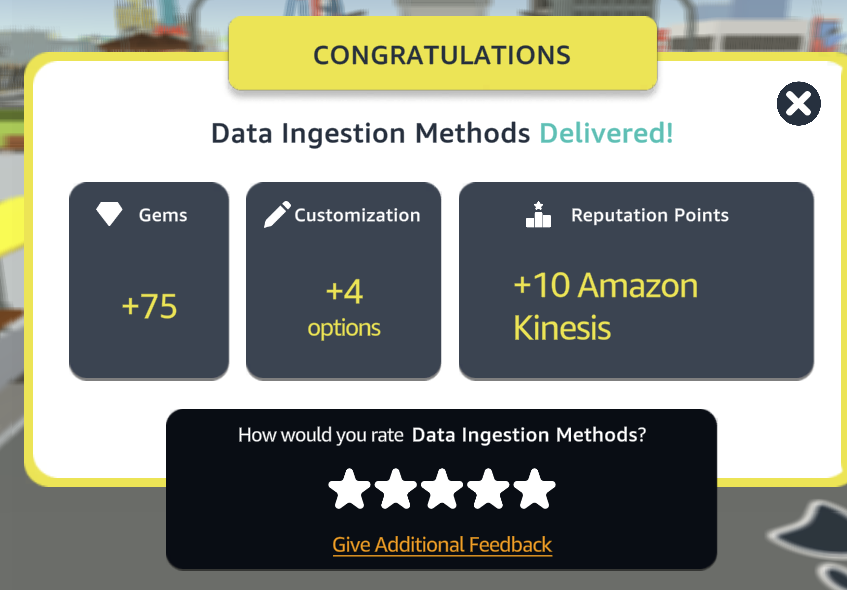 CONGRATULATIONS
Data Ingestion Methods Delivered!
Gems
+75
Customization
+4
options
Reputation Points
+10 Amazon
Kinesis
How would you rate Data Ingestion Methods?
Give Additional Feedback